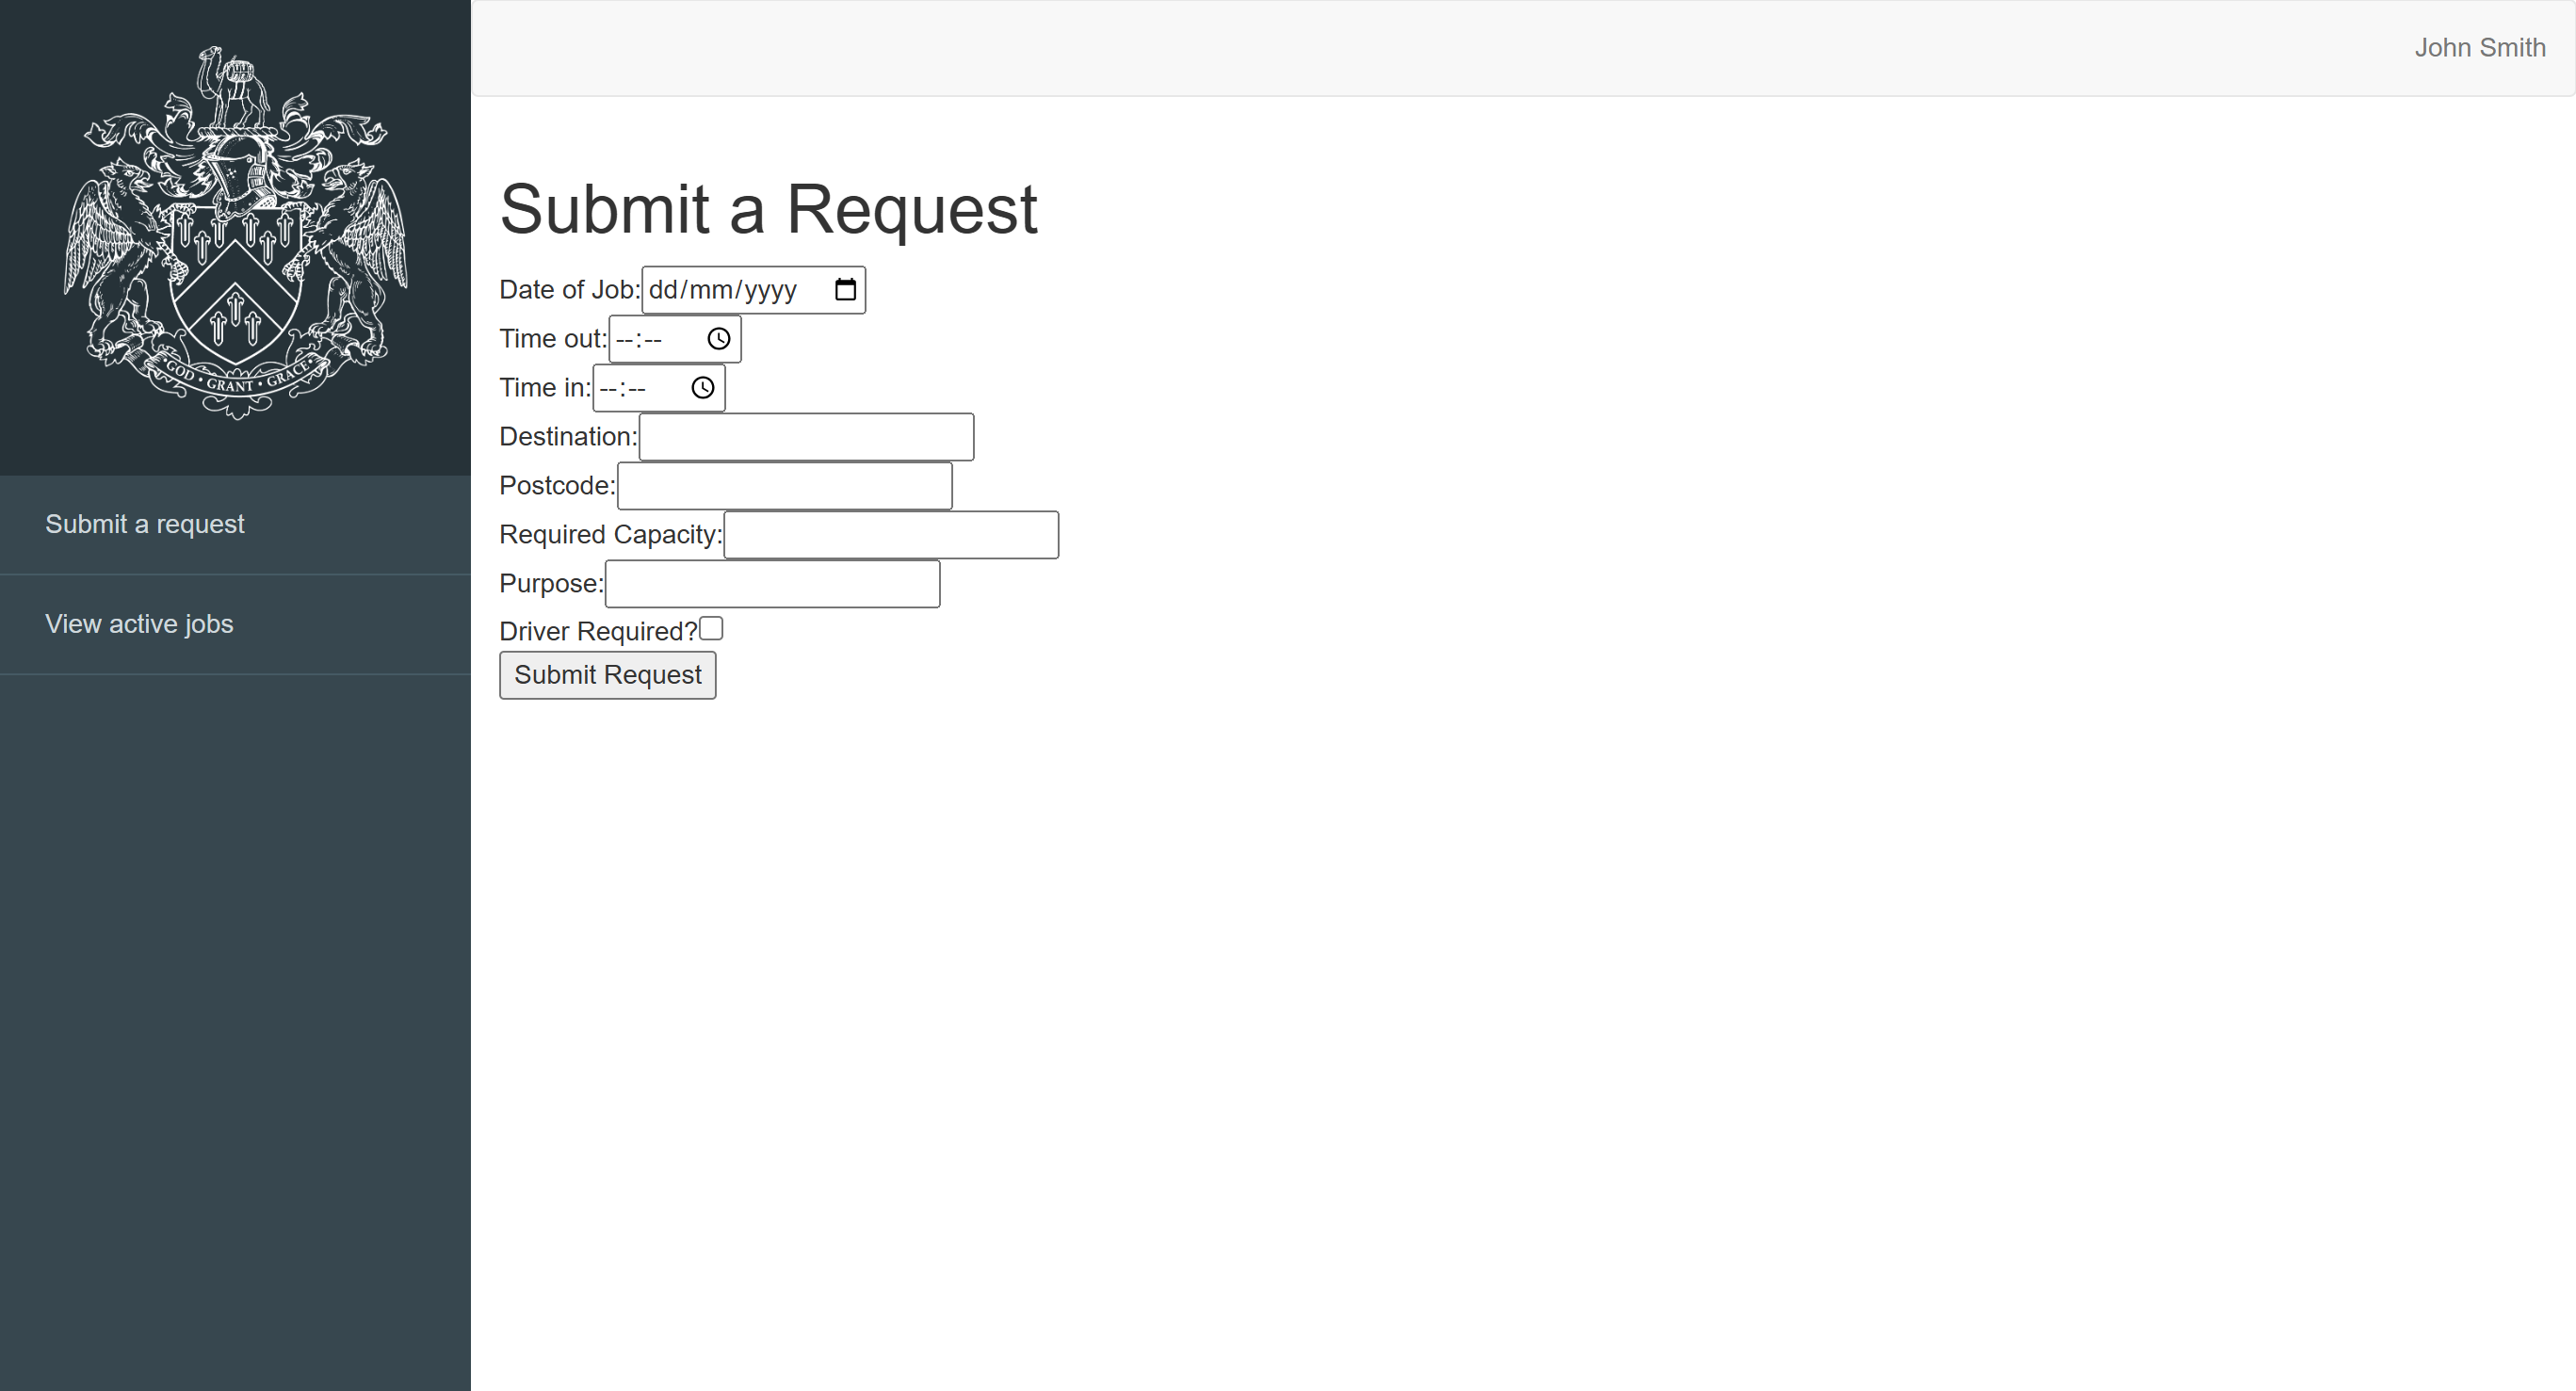 GOD • GRANT • GRACE
Submit a request
View active jobs
John Smith
Submit a Request
Date of Job: dd/mm/yyyy
Time out: --:--
Time in: --:--
Destination:
Postcode:
Required Capacity:
Purpose:
Driver Required?
Submit Request